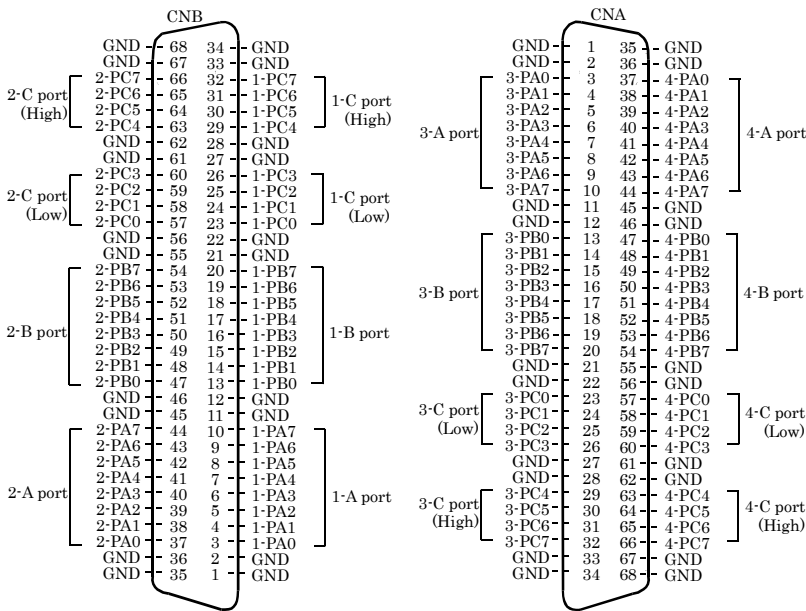 CNB
GND 68 34 GND
GND 67 33 GND
2-PC7 66 32 1-PC7
2-PC6 65 31 1-PC6
2-PC5 64 30 1-PC5
2-PC4 63 29 1-PC4
2-C port
(High)
1-C port
(High)
GND 62 28 GND
GND 61 27 GND
2-PC3 60 26 1-PC3
2-PC2 59 25 1-PC2
2-PC1 58 24 1-PC1
2-PC0 57 23 1-PC0
2-C port
(Low)
1-C port
(Low)
GND 56 22 GND
GND 55 21 GND
2-PB7 54 20 1-PB7
2-PB6 53 19 1-PB6
2-PB5 52 18 1-PB5
2-PB4 51 17 1-PB4
2-PB3 50 16 1-PB3
2-PB2 49 15 1-PB2
2-PB1 48 14 1-PB1
2-PB0 47 13 1-PB0
2-B port
1-B port
GND 46 12 GND
GND 45 11 GND
2-PA7 44 10 1-PA7
2-PA6 43 9 1-PA6
2-PA5 42 8 1-PA5
2-PA4 41 7 1-PA4
2-PA3 40 6 1-PA3
2-PA2 39 5 1-PA2
2-PA1 38 4 1-PA1
2-PA0 37 3 1-PA0
2-A port
1-A port
GND 36 2 GND
GND 35 1 GND
CNA
GND 1 35 GND
GND 2 36 GND
3-PA0 3 37 4-PA0
3-PA1 4 38 4-PA1
3-PA2 5 39 4-PA2
3-PA3 6 40 4-PA3
3-PA4 7 41 4-PA4
3-PA5 8 42 4-PA5
3-PA6 9 43 4-PA6
3-PA7 10 44 4-PA7
3-A port
4-A port
GND 11 45 GND
GND 12 46 GND
3-PB0 13 47 4-PB0
3-PB1 14 48 4-PB1
3-PB2 15 49 4-PB2
3-PB3 16 50 4-PB3
3-PB4 17 51 4-PB4
3-PB5 18 52 4-PB5
3-PB6 19 53 4-PB6
3-PB7 20 54 4-PB7
3-B port
4-B port
GND 21 55 GND
GND 22 56 GND
3-PC0 23 57 4-PC0
3-PC1 24 58 4-PC1
3-PC2 25 59 4-PC2
3-PC3 26 60 4-PC3
3-C port
(Low)
4-C port
(Low)
GND 27 61 GND
GND 28 62 GND
3-PC4 29 63 4-PC4
3-PC5 30 64 4-PC5
3-PC6 31 65 4-PC6
3-PC7 32 66 4-PC7
3-C port
(High)
4-C port
(High)
GND 33 67 GND
GND 34 68 GND